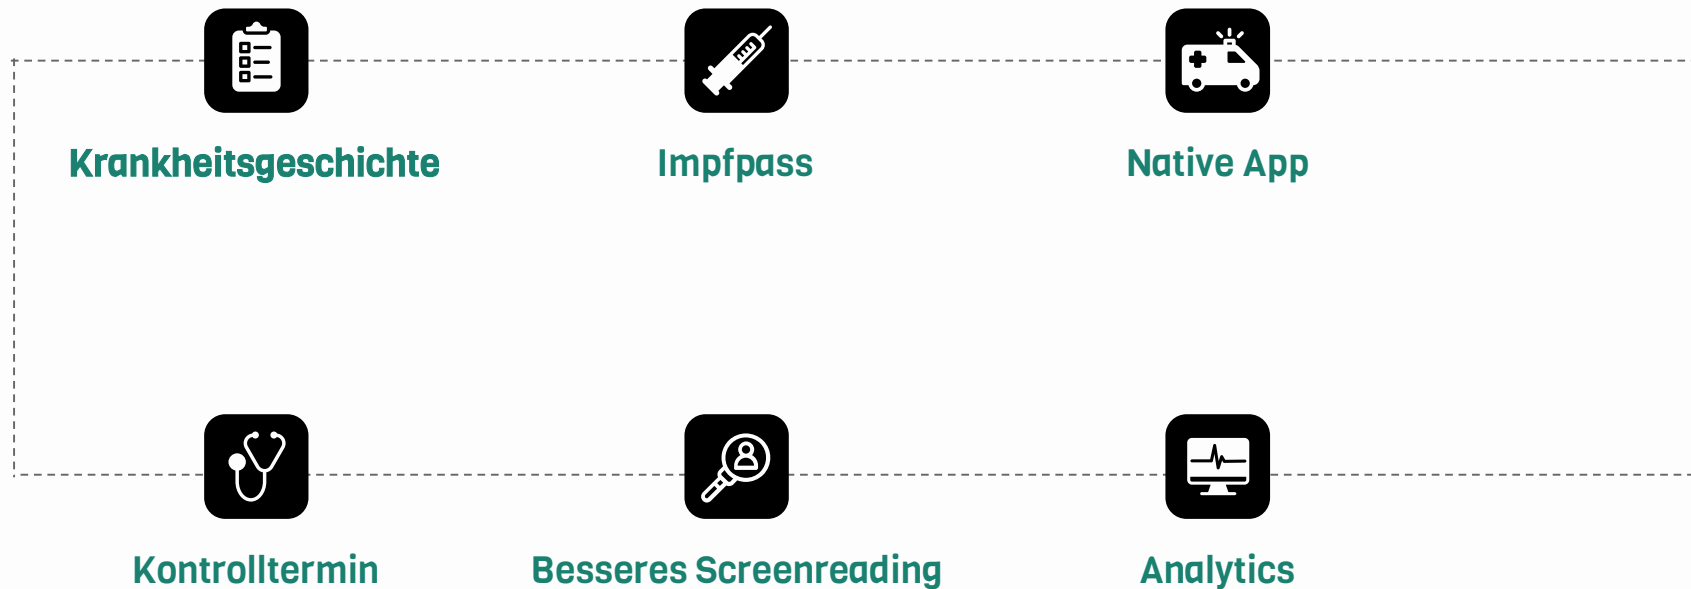 Krankheitsgeschichte
Impfpass
Native App
Kontrolltermin
Besseres Screenreading
Analytics